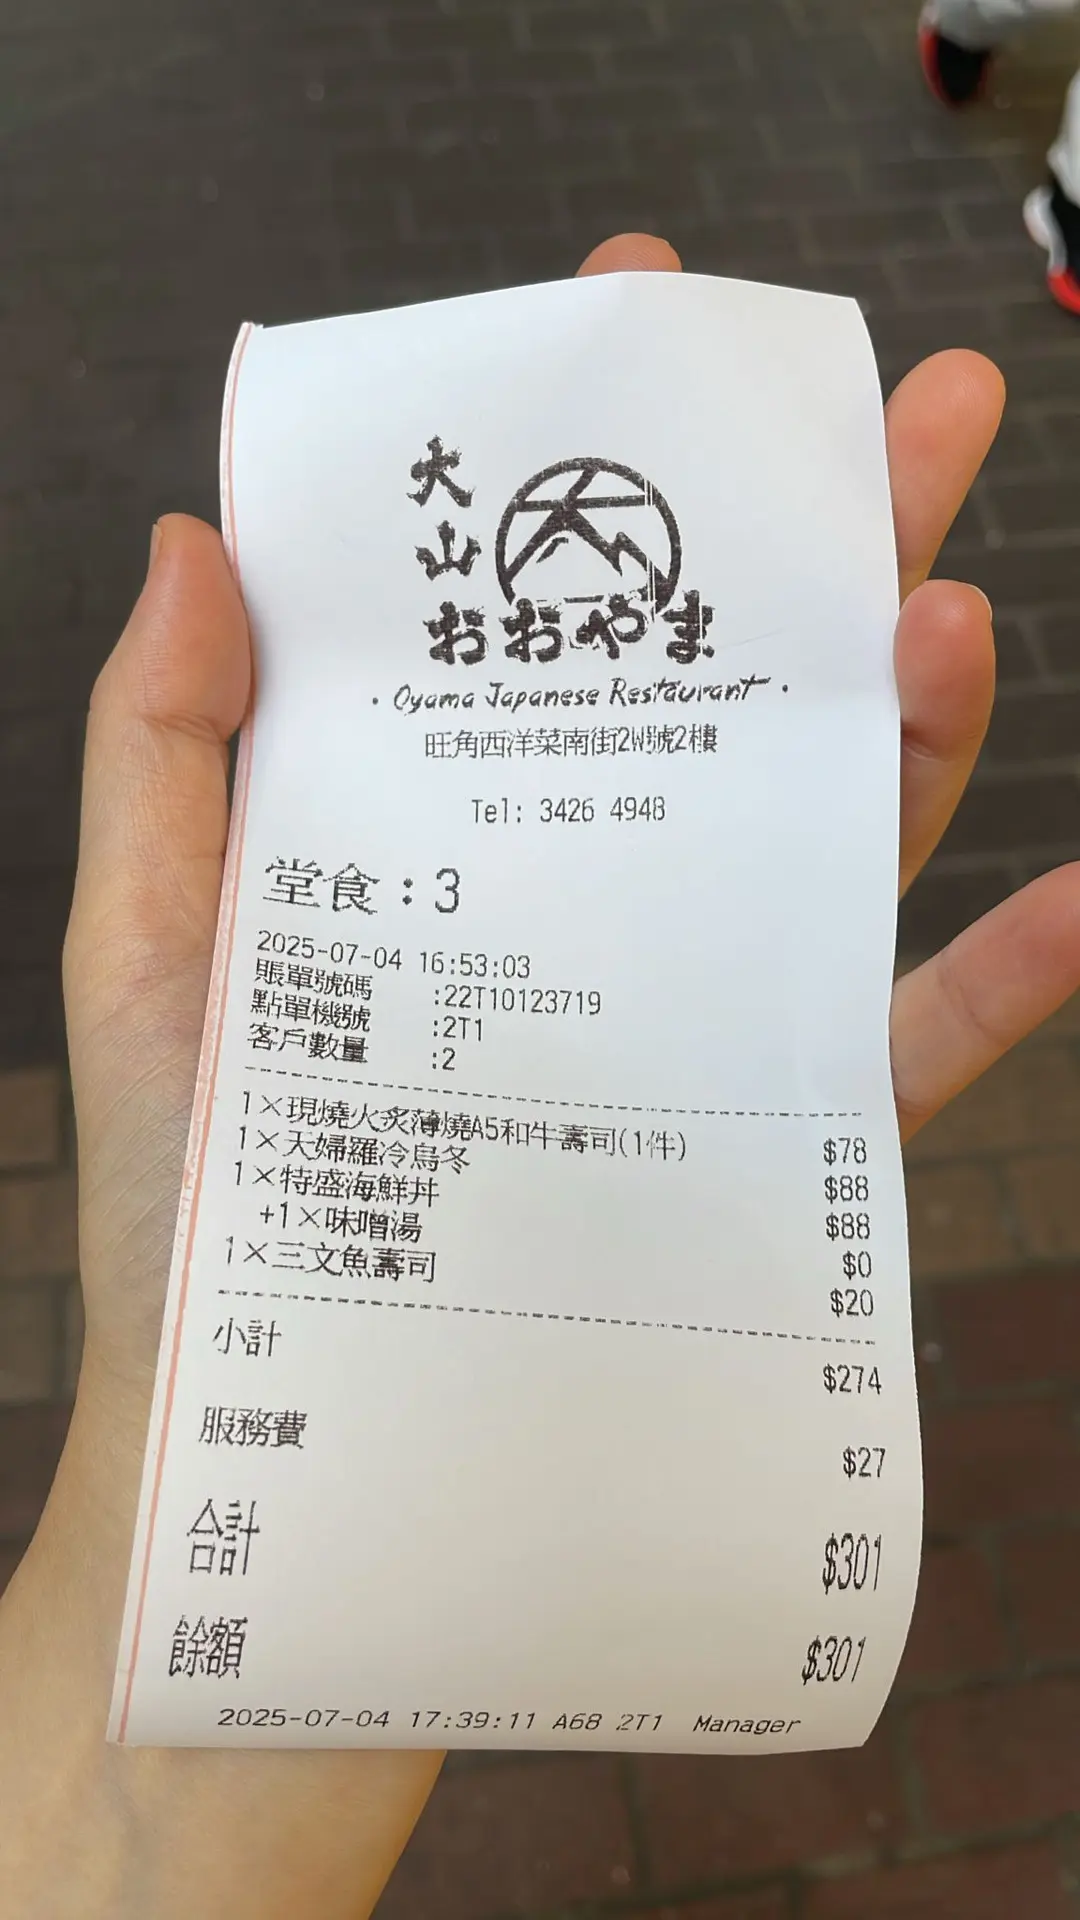 大山
おおやま
· Oyama Japanese Restaurant ·
旺角西洋菜南街2W號2樓
Tel: 3426 4948
堂食：3
2025-07-04 16:53:03
賬單號碼 :22T10123719
點單機號 :2T1
客戶數量 :2
1×現燒火炙薄燒A5和牛壽司(1件) $78
1×天婦羅冷烏冬 $88
1×特盛海鮮丼 $88
+1×味噌湯 $0
1×三文魚壽司 $20
小計 $274
服務費 $27
合計 $301
餘額 $301
2025-07-04 17:39:11 A68 2T1 Manager